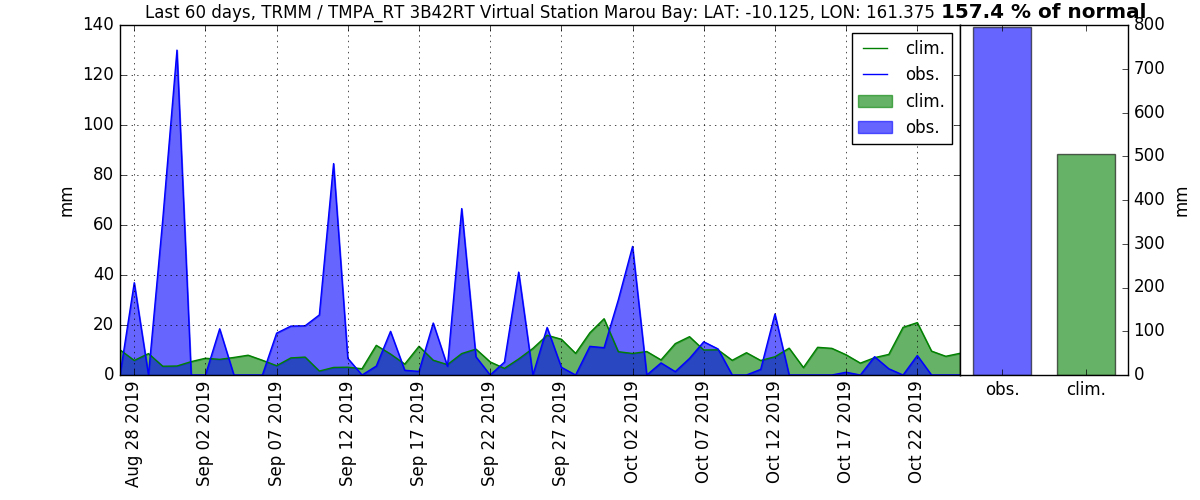 Last 60 days, TRMM / TMPA_RT 3B42RT Virtual Station Marou Bay: LAT: -10.125, LON: 161.375 157.4 % of normal
140
120
100
80
60
40
20
0
mm
clim.
obs.
clim.
obs.
800
700
600
500
400
300
200
100
0
mm
Aug 28 2019
Sep 02 2019
Sep 07 2019
Sep 12 2019
Sep 17 2019
Sep 22 2019
Sep 27 2019
Oct 02 2019
Oct 07 2019
Oct 12 2019
Oct 17 2019
Oct 22 2019
obs.
clim.